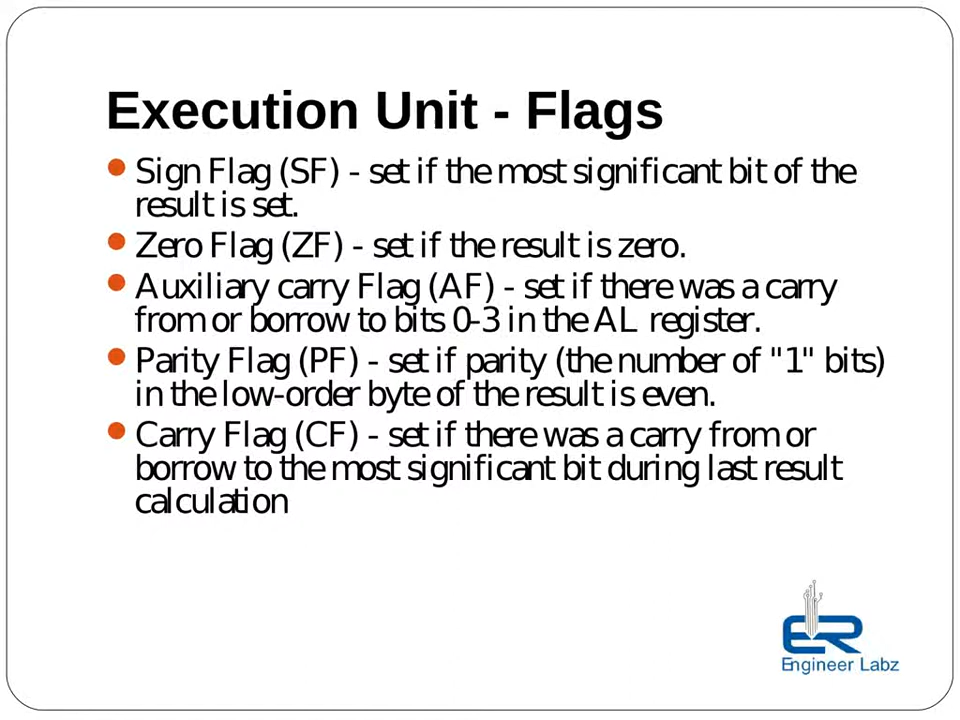 Execution Unit - Flags
Sign Flag (SF) - set if the most significant bit of the
result is set.
Zero Flag (ZF) - set if the result is zero.
Auxiliary carry Flag (AF) - set if there was a carry
from or borrow to bits 0-3 in the AL register.
Parity Flag (PF) - set if parity (the number of "1" bits)
in the low-order byte of the result is even.
Carry Flag (CF) - set if there was a carry from or
borrow to the most significant bit during last result
calculation
ER
Engineer Labz